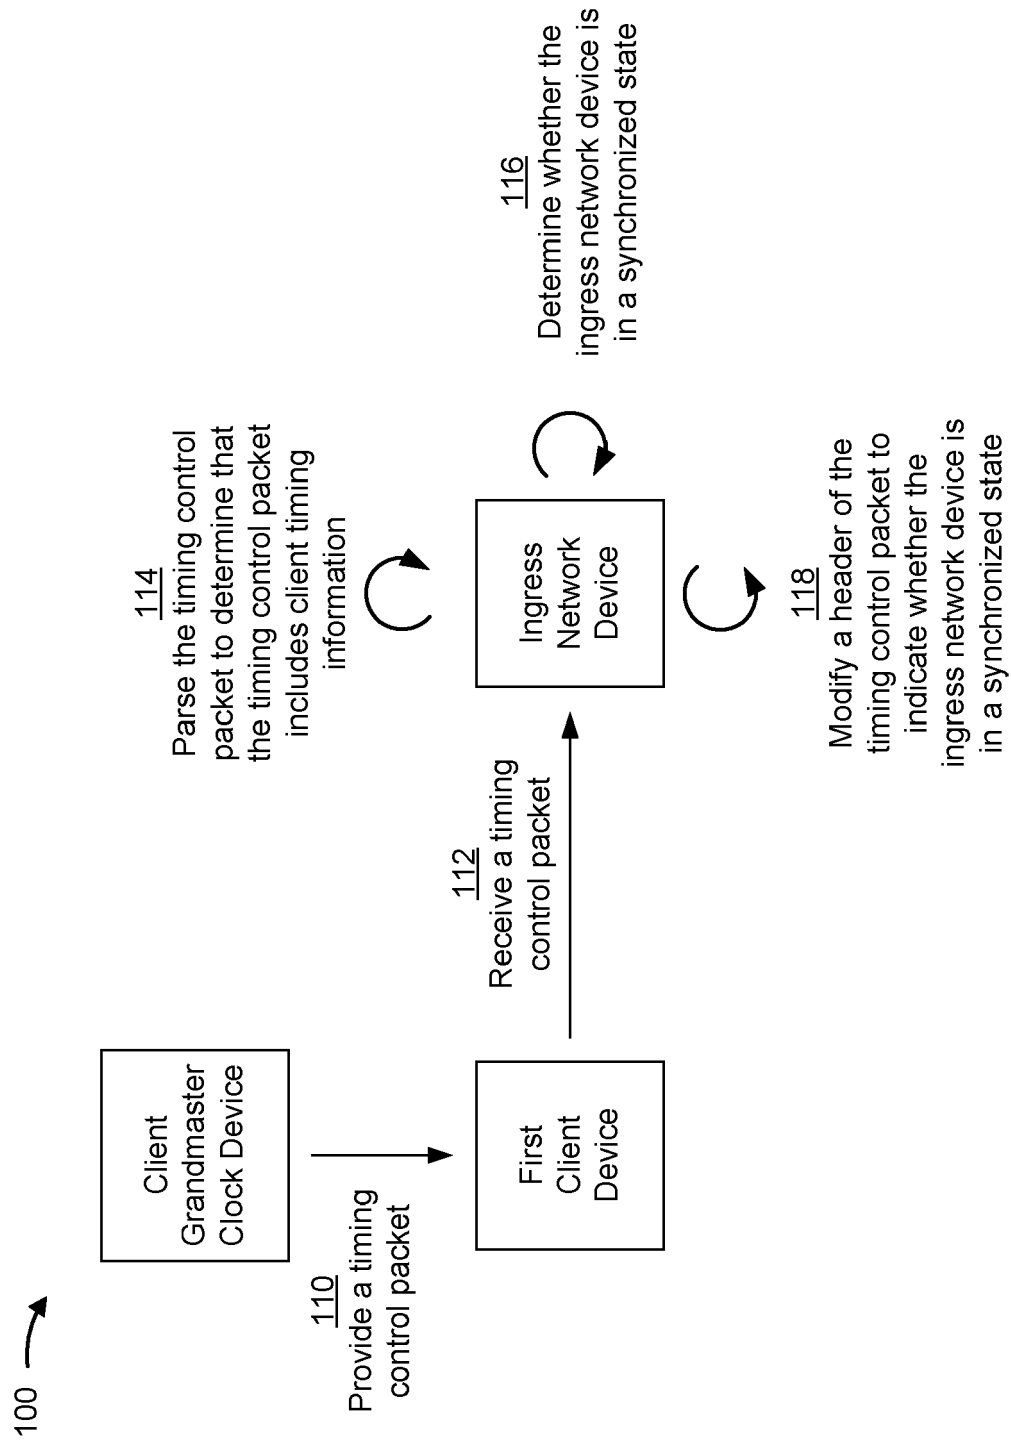 100
Client
Grandmaster
Clock Device
110
Provide a timing
control packet
First
Client
Device
112
Receive a timing
control packet
114
Parse the timing control
packet to determine that
the timing control packet
includes client timing
information
Ingress
Network
Device
116
Determine whether the
ingress network device is
in a synchronized state
118
Modify a header of the
timing control packet to
indicate whether the
ingress network device is
in a synchronized state